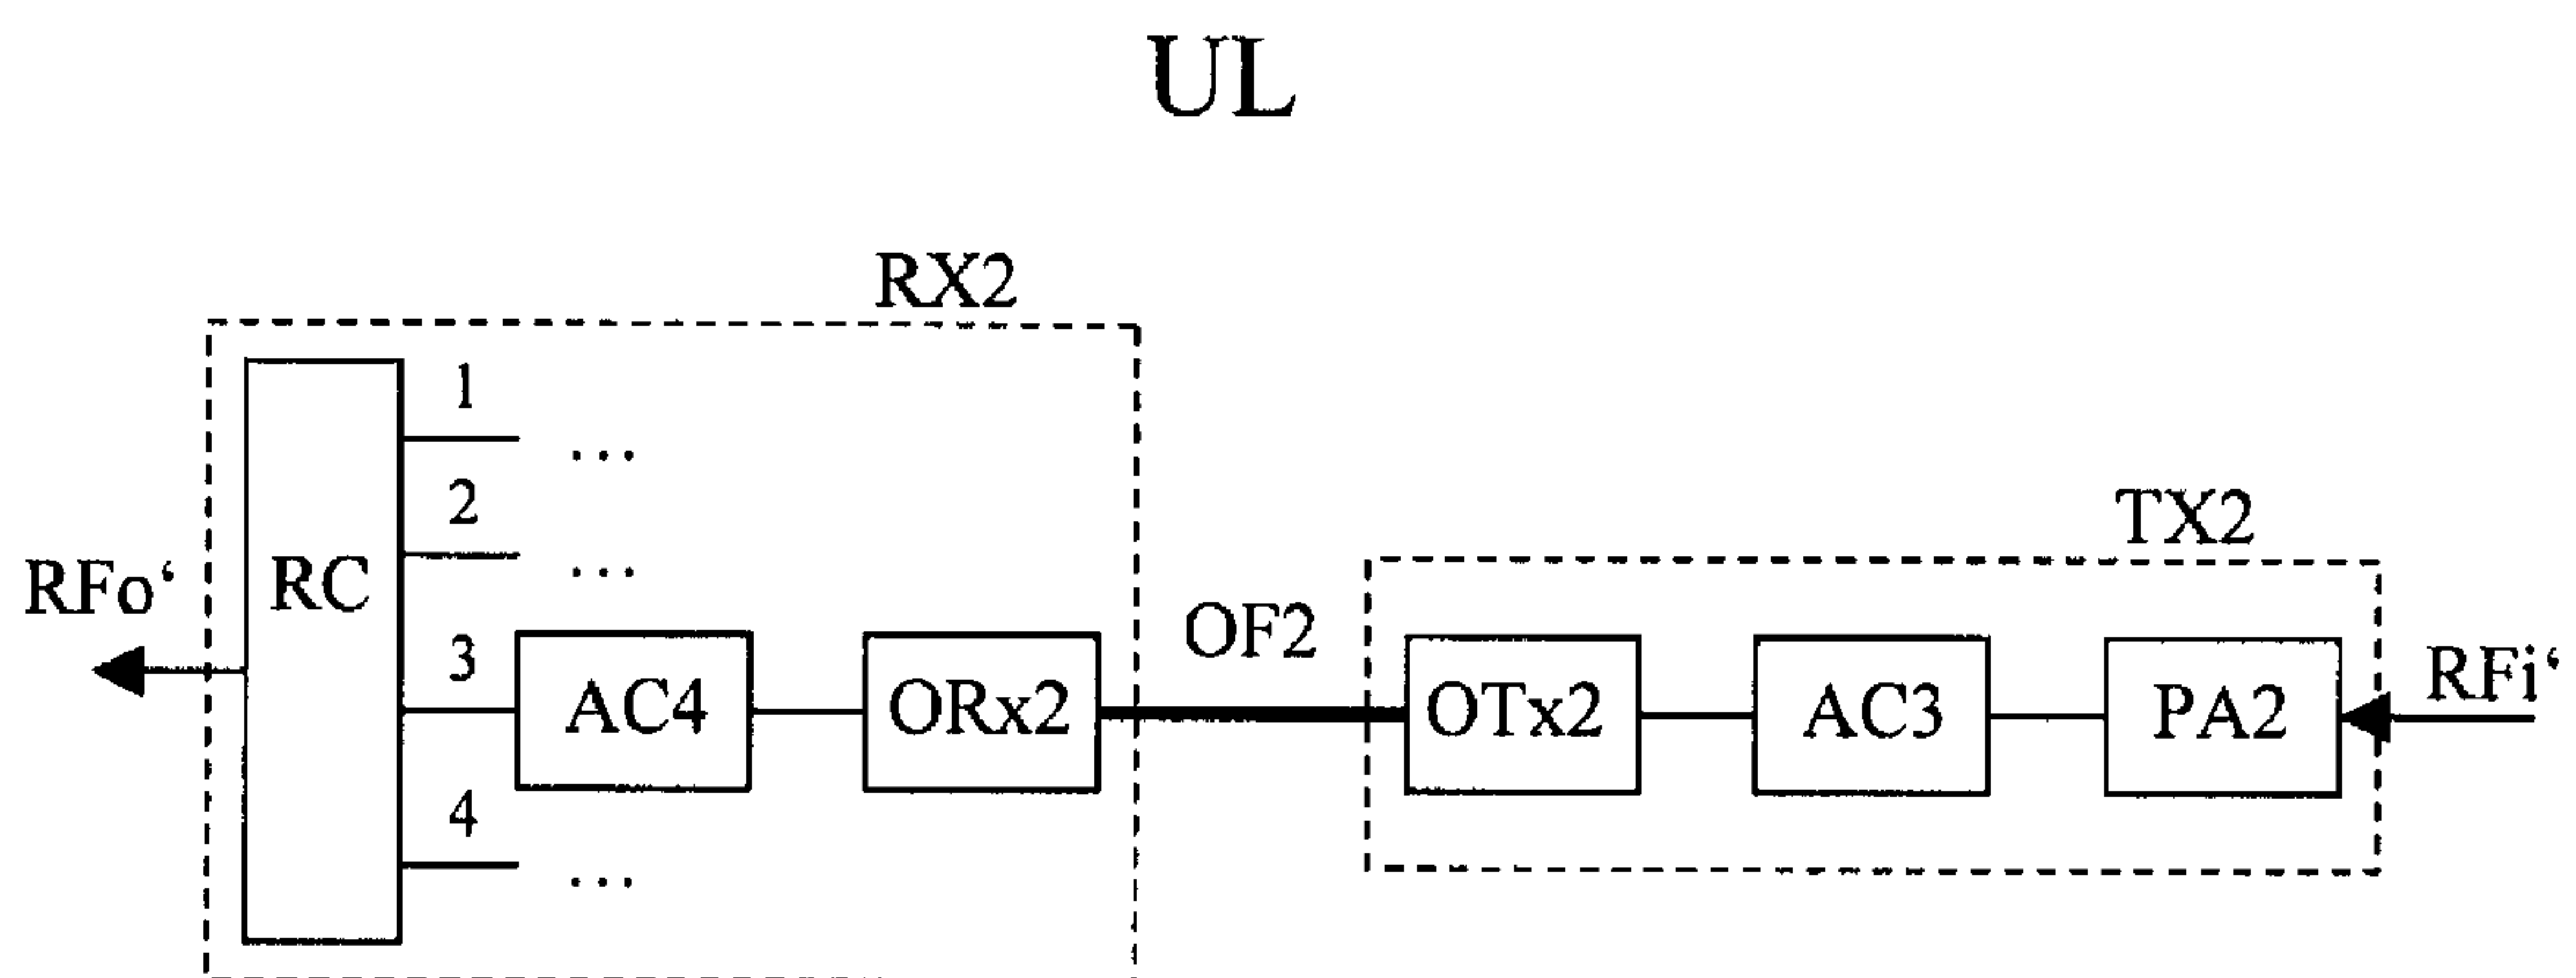 UL
RX2
1
...
2
...
TX2
RFo‘
RC
OF2
3
AC4
ORx2
OTx2
AC3
PA2
RFi‘
4
...